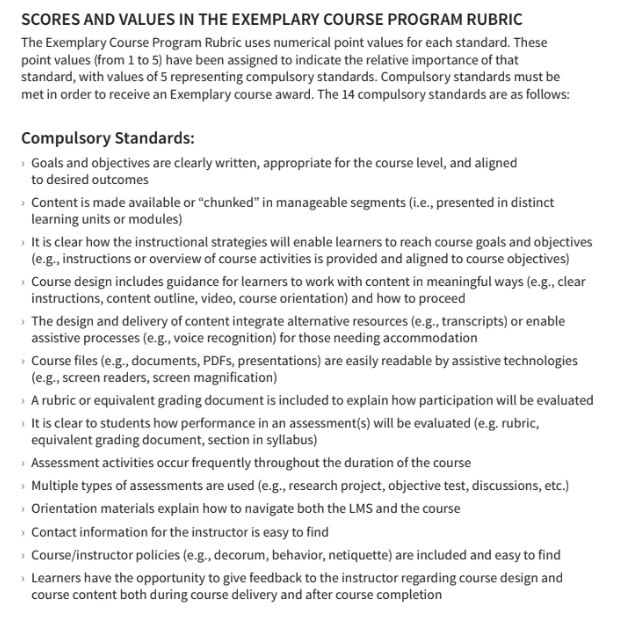 SCORES AND VALUES IN THE EXEMPLARY COURSE PROGRAM RUBRIC
The Exemplary Course Program Rubric uses numerical point values for each standard. These
point values (from 1 to 5) have been assigned to indicate the relative importance of that
standard, with values of 5 representing compulsory standards. Compulsory standards must be
met in order to receive an Exemplary course award. The 14 compulsory standards are as follows:
Compulsory Standards:
› Goals and objectives are clearly written, appropriate for the course level, and aligned
to desired outcomes
› Content is made available or “chunked” in manageable segments (i.e., presented in distinct
learning units or modules)
› It is clear how the instructional strategies will enable learners to reach course goals and objectives
(e.g., instructions or overview of course activities is provided and aligned to course objectives)
› Course design includes guidance for learners to work with content in meaningful ways (e.g., clear
instructions, content outline, video, course orientation) and how to proceed
› The design and delivery of content integrate alternative resources (e.g., transcripts) or enable
assistive processes (e.g., voice recognition) for those needing accommodation
› Course files (e.g., documents, PDFs, presentations) are easily readable by assistive technologies
(e.g., screen readers, screen magnification)
› A rubric or equivalent grading document is included to explain how participation will be evaluated
› It is clear to students how performance in an assessment(s) will be evaluated (e.g. rubric,
equivalent grading document, section in syllabus)
› Assessment activities occur frequently throughout the duration of the course
› Multiple types of assessments are used (e.g., research project, objective test, discussions, etc.)
› Orientation materials explain how to navigate both the LMS and the course
› Contact information for the instructor is easy to find
› Course/instructor policies (e.g., decorum, behavior, netiquette) are included and easy to find
› Learners have the opportunity to give feedback to the instructor regarding course design and
course content both during course delivery and after course completion